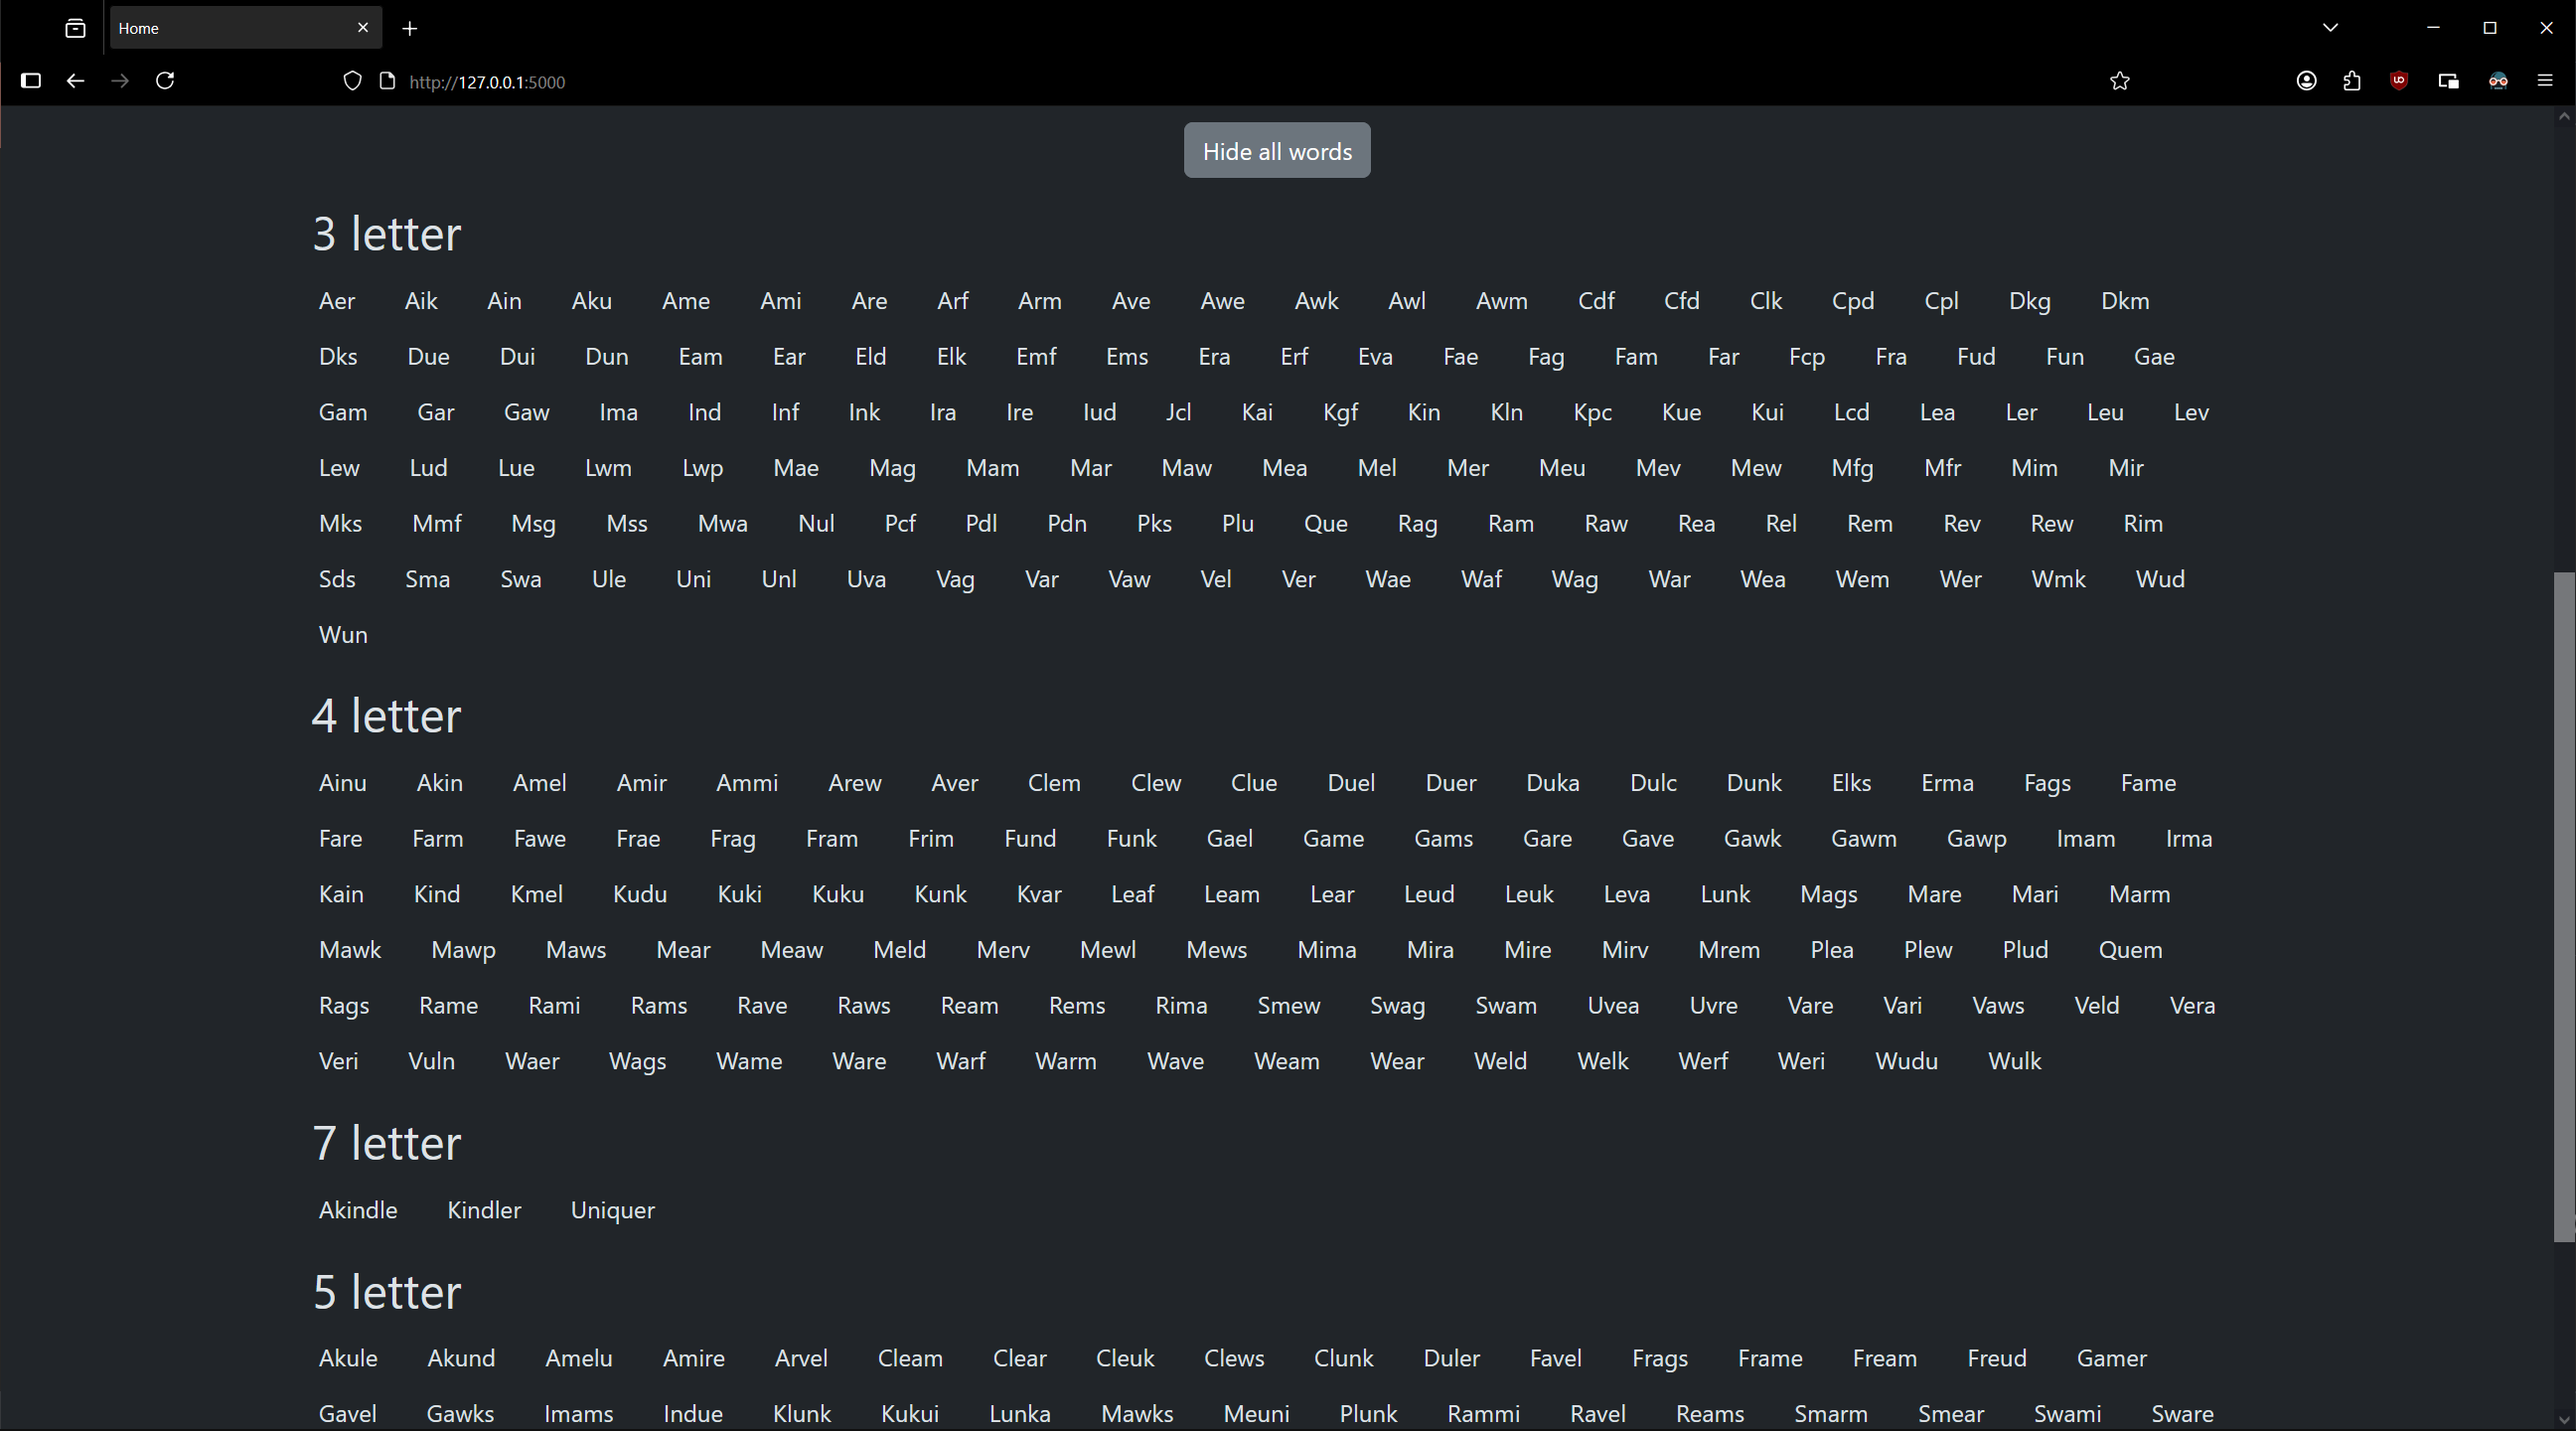 Home
http://127.0.0.1:5000
Hide all words
3 letter
Aer Aik Ain Aku Ame Ami Are Arf Arm Ave Awe Awk Awl Awm Cdf Cfd Clk Cpd Cpl Dkg Dkm
Dks Due Dui Dun Eam Ear Eld Elk Emf Ems Era Erf Eva Fae Fag Fam Far Fcp Fra Fud Fun Gae
Gam Gar Gaw Ima Ind Inf Ink Ira Ire Iud Jcl Kai Kgf Kin Kln Kpc Kue Kui Lcd Lea Ler Leu Lev
Lew Lud Lue Lwm Lwp Mae Mag Mam Mar Maw Mea Mel Mer Meu Mev Mew Mfg Mfr Mim Mir
Mks Mmf Msg Mss Mwa Nul Pcf Pdl Pdn Pks Plu Que Rag Ram Raw Rea Rel Rem Rev Rew Rim
Sds Sma Swa Ule Uni Unl Uva Vag Var Vaw Vel Ver Wae Waf Wag War Wea Wem Wer Wmk Wud
Wun
4 letter
Ainu Akin Amel Amir Ammi Arew Aver Clem Clew Clue Duel Duer Duka Dulc Dunk Elks Erma Fags Fame
Fare Farm Fawe Frae Frag Fram Frim Fund Funk Gael Game Gams Gare Gave Gawk Gawm Gawp Imam Irma
Kain Kind Kmel Kudu Kuki Kuku Kunk Kvar Leaf Leam Lear Leud Leuk Leva Lunk Mags Mare Mari Marm
Mawk Mawp Maws Mear Meaw Meld Merv Mewl Mews Mima Mira Mire Mirv Mrem Plea Plew Plud Quem
Rags Rame Rami Rams Rave Raws Ream Rems Rima Smew Swag Swam Uvea Uvre Vare Vari Vaws Veld Vera
Veri Vuln Waer Wags Wame Ware Warf Warm Wave Weam Wear Weld Welk Werf Weri Wudu Wulk
7 letter
Akindle Kindler Uniquer
5 letter
Akule Akund Amelu Amire Arvel Cleam Clear Cleuk Clews Clunk Duler Favel Frags Frame Fream Freud Gamer
Gavel Gawks Imams Indue Klunk Kukui Lunka Mawks Meuni Plunk Rammi Ravel Reams Smarm Smear Swami Sware